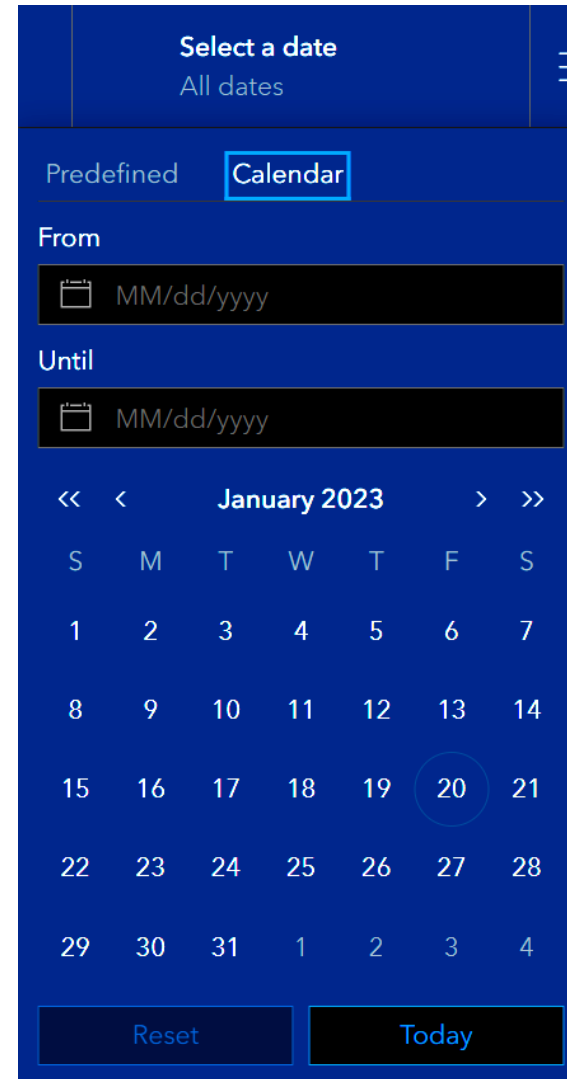 Select a date
All dates
Predefined Calendar
From
MM/dd/yyyy
Until
MM/dd/yyyy
<< < January 2023 > >>
S M T W T F S
1 2 3 4 5 6 7
8 9 10 11 12 13 14
15 16 17 18 19 20 21
22 23 24 25 26 27 28
29 30 31 1 2 3 4
Reset Today